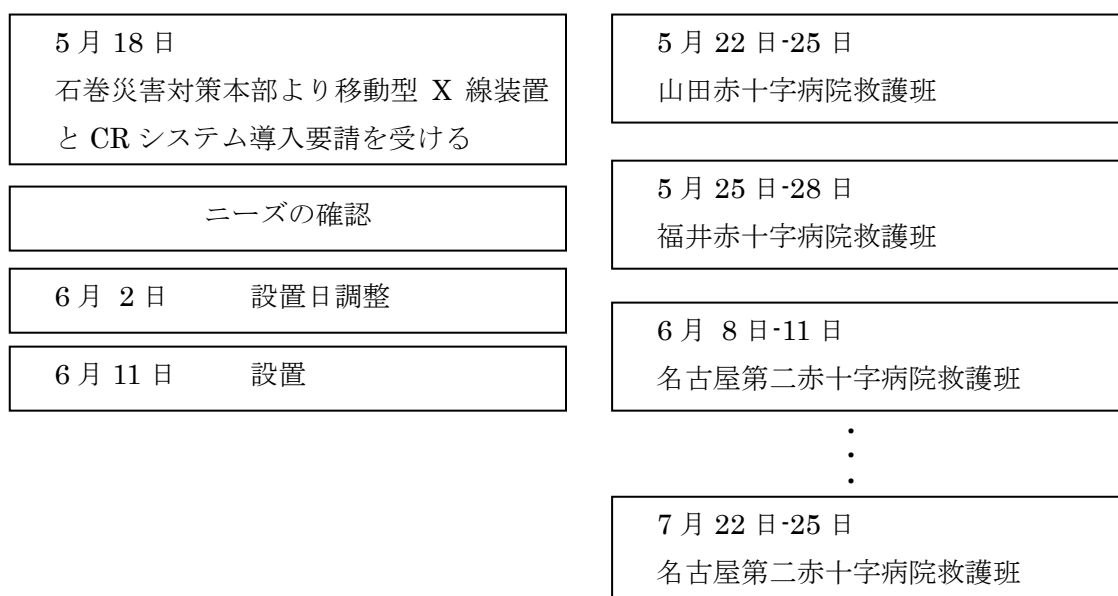 5月18日
石巻災害対策本部より移動型 X 線装置
と CR システム導入要請を受ける
ニーズの確認
6月 2日 設置日調整
6月11日 設置
5月22日-25日
山田赤十字病院救護班
5月25日-28日
福井赤十字病院救護班
6月 8日-11日
名古屋第二赤十字病院救護班
・
・
・
7月22日-25日
名古屋第二赤十字病院救護班